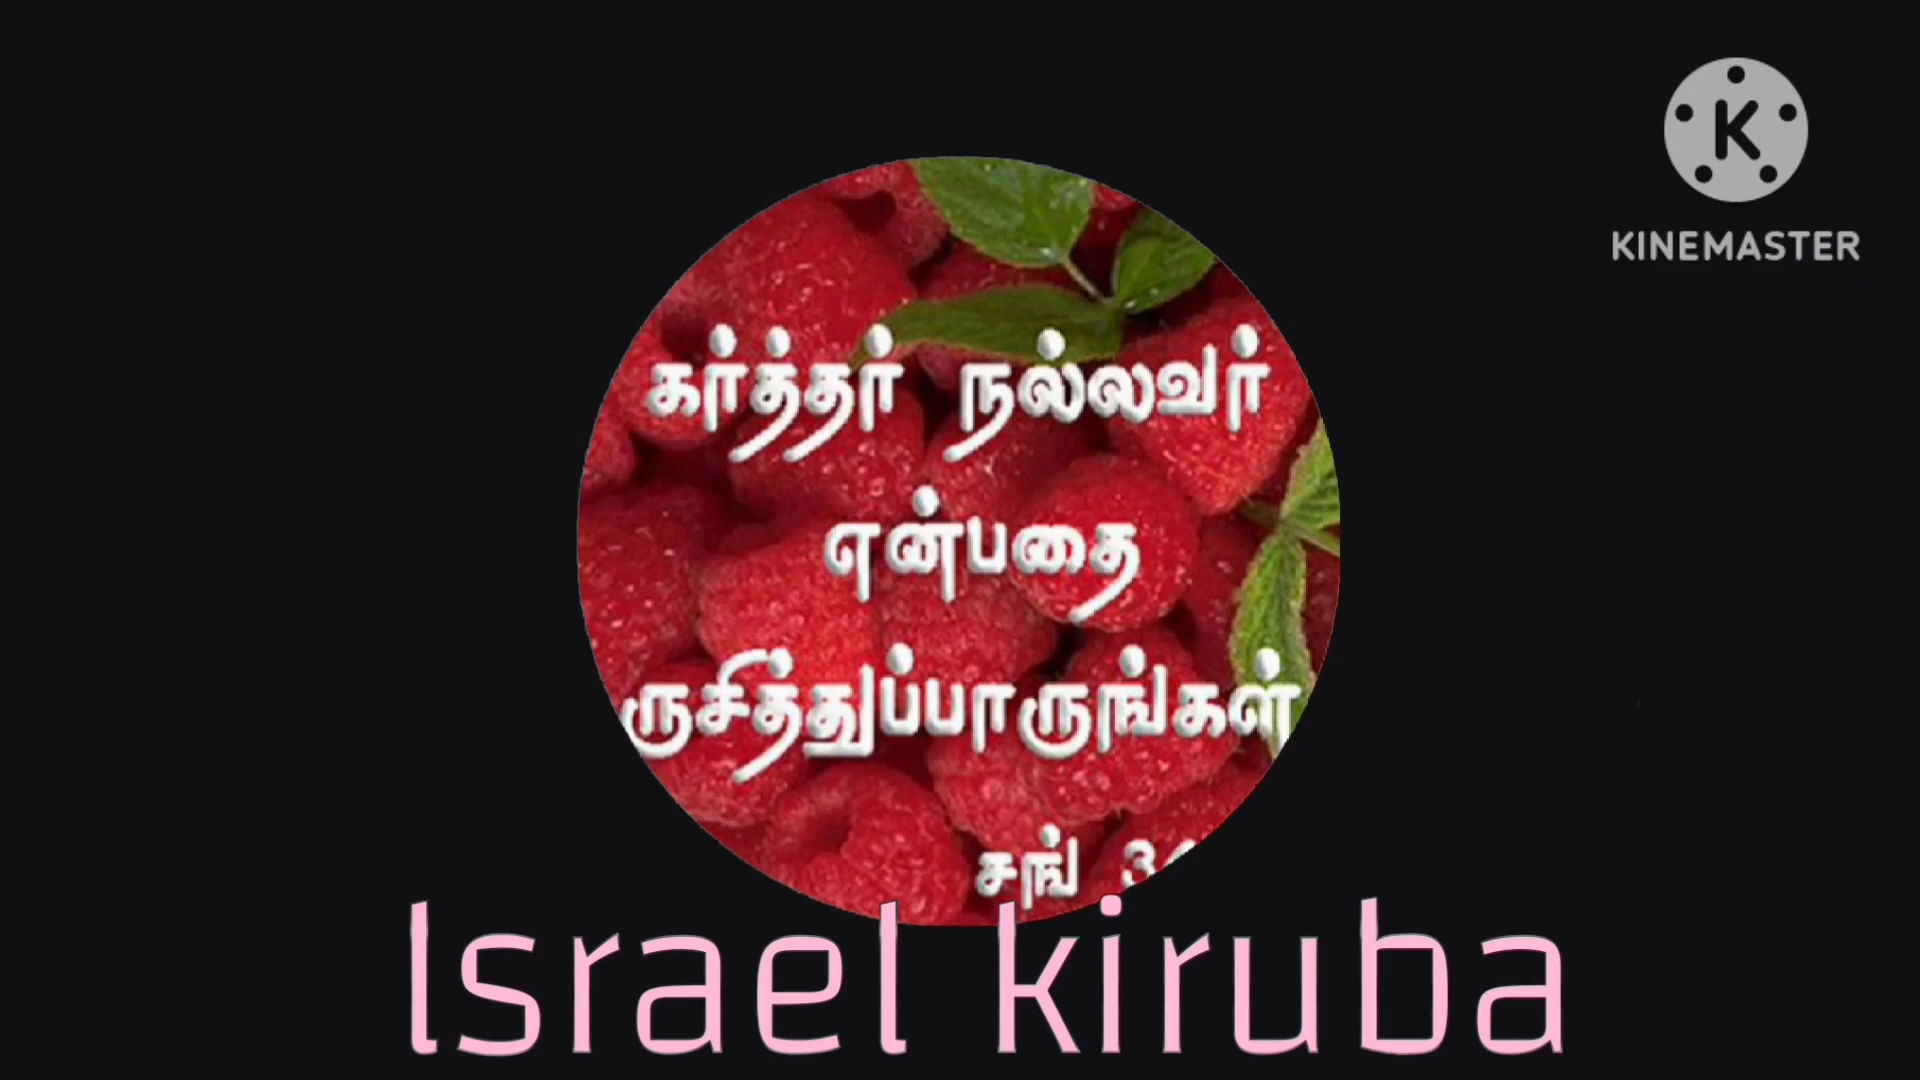 KINEMASTER
கர்த்தர் நல்லவர்
என்பதை
ருசித்துப்பாருங்கள்
சங்
Israel kiruba